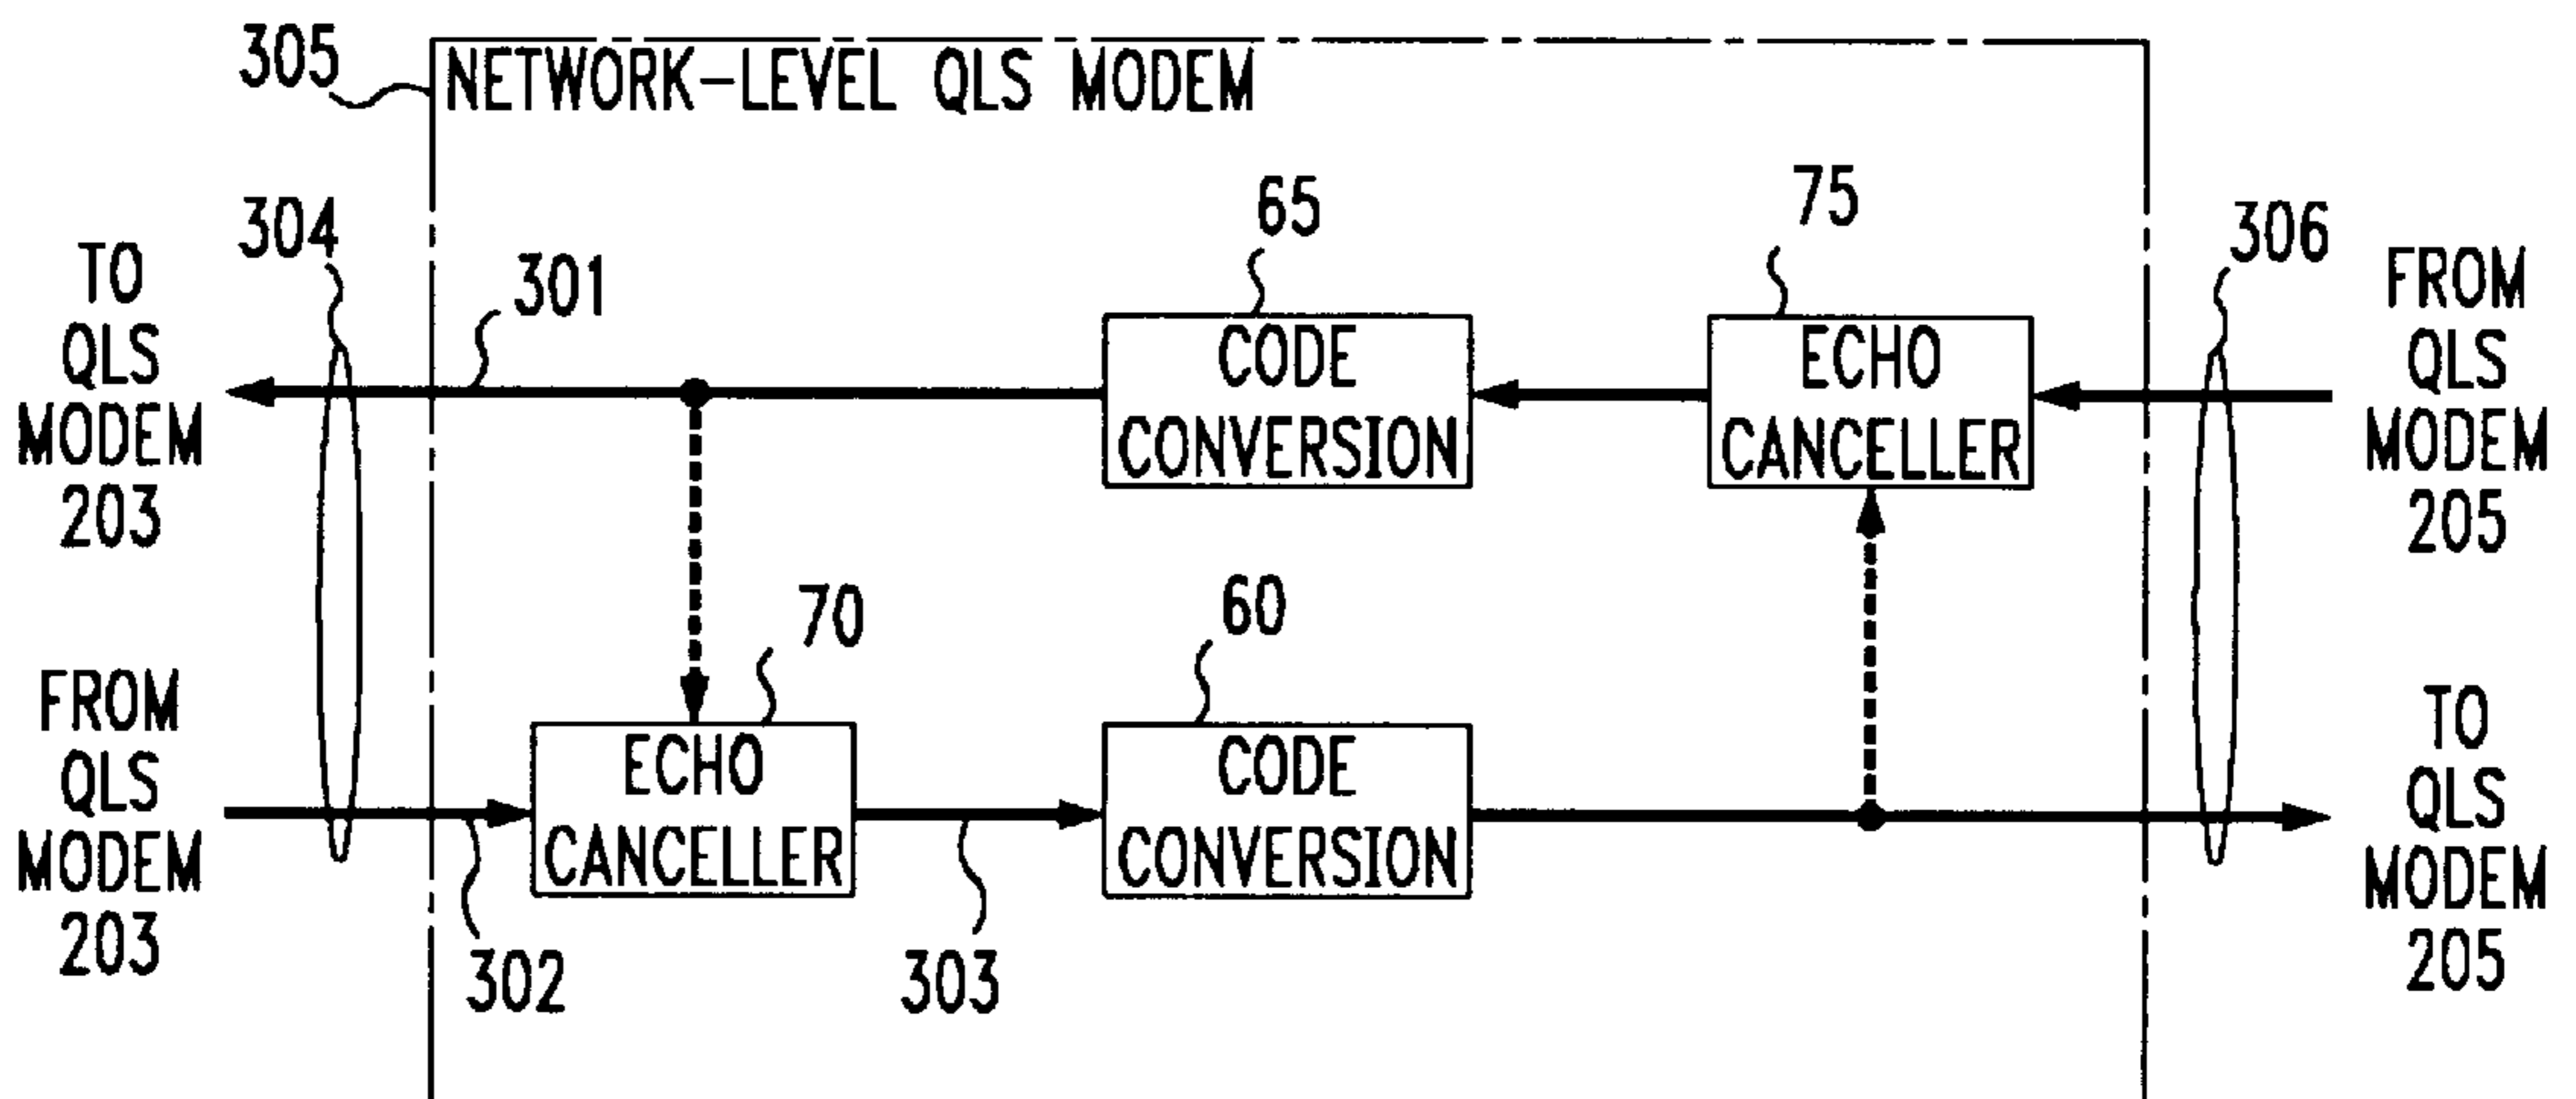 305
NETWORK-LEVEL QLS MODEM
304
301
65
75
306
TO
QLS
MODEM
203
CODE
CONVERSION
ECHO
CANCELLER
FROM
QLS
MODEM
205
70
60
FROM
QLS
MODEM
203
ECHO
CANCELLER
CODE
CONVERSION
TO
QLS
MODEM
205
302
303